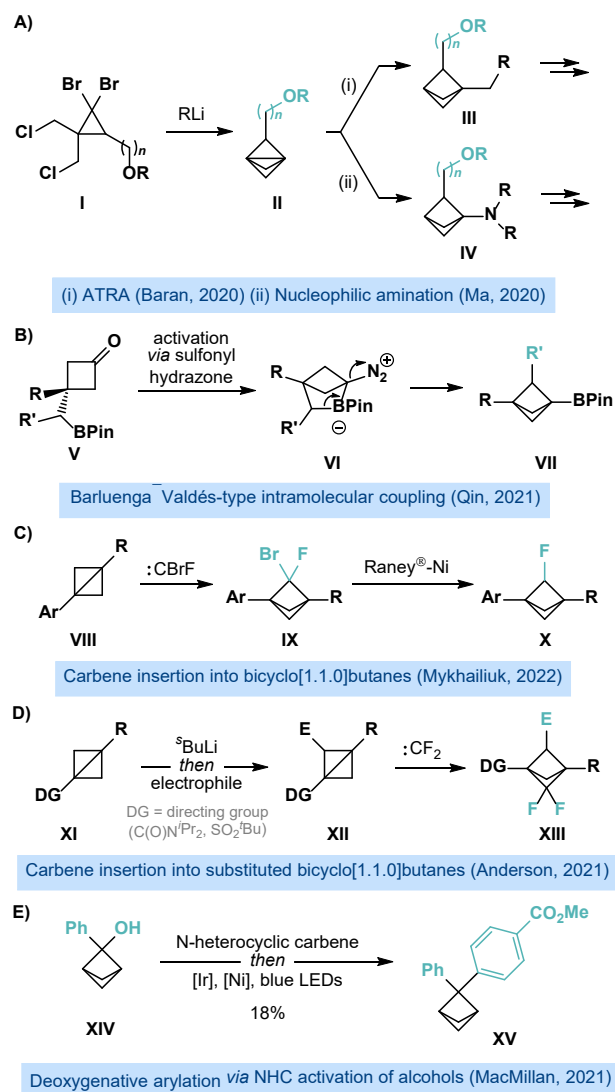 A)
Br Br
Cl
Cl
( )n
OR
I
RLi
OR
( )n
II
(i)
(ii)
OR
( )n
R
III
OR
( )n
N
R
R
IV
(i) ATRA (Baran, 2020) (ii) Nucleophilic amination (Ma, 2020)
B)
O
R
R'
BPin
V
activation
via sulfonyl
hydrazone
R
N2
⊕
R'
BPin
⊖
VI
R'
R
BPin
VII
Barluenga¯Valdés-type intramolecular coupling (Qin, 2021)
C)
R
Ar
VIII
:CBrF
Br F
Ar
R
IX
Raney®-Ni
F
Ar
R
X
Carbene insertion into bicyclo[1.1.0]butanes (Mykhailiuk, 2022)
D)
R
DG
XI
sBuLi
then
electrophile
DG = directing group
(C(O)NiPr2, SO2tBu)
E
R
DG
XII
:CF2
E
DG
R
F F
XIII
Carbene insertion into substituted bicyclo[1.1.0]butanes (Anderson, 2021)
E)
Ph OH
XIV
N-heterocyclic carbene
then
[Ir], [Ni], blue LEDs
18%
CO2Me
Ph
XV
Deoxygenative arylation via NHC activation of alcohols (MacMillan, 2021)